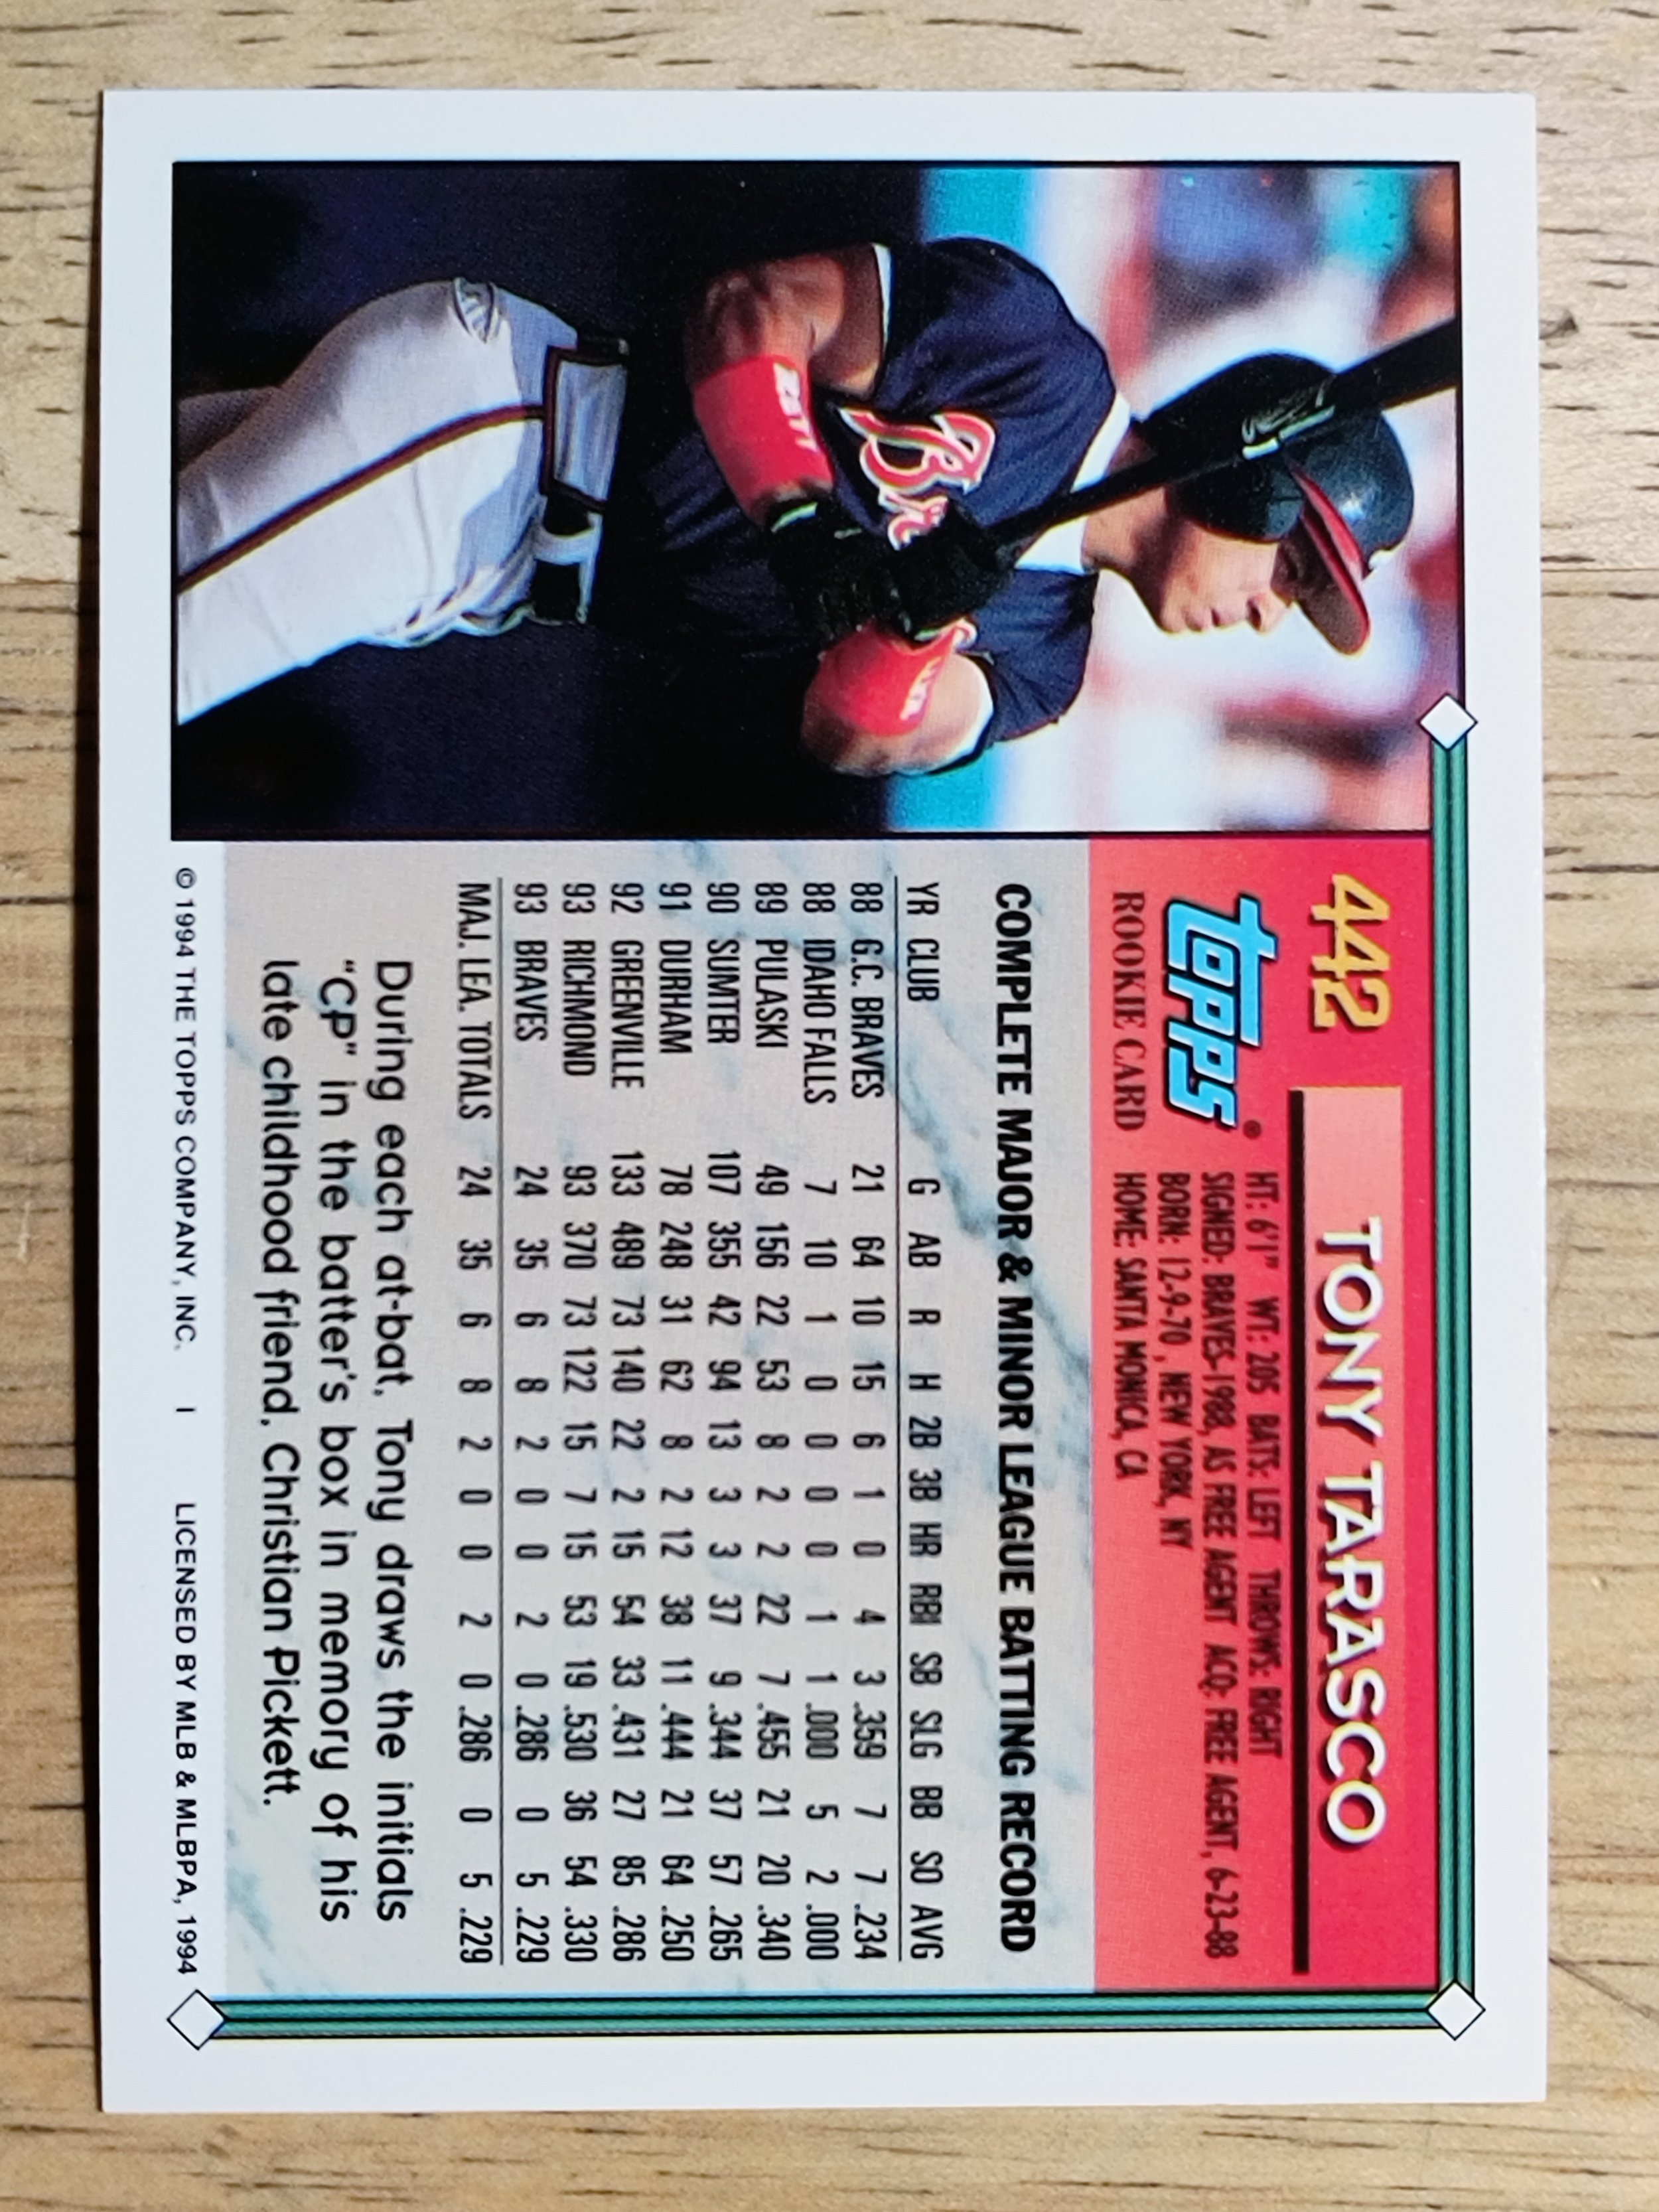 442 TONY TARASCO
Topps®
ROOKIE CARD
HT: 6'1" WT: 205 BATS: LEFT THROWS: RIGHT
SIGNED: BRAVES-1988, AS FREE AGENT ACQ: FREE AGENT, 6-23-88
BORN: 12-9-70, NEW YORK, NY
HOME: SANTA MONICA, CA
COMPLETE MAJOR & MINOR LEAGUE BATTING RECORD
YR CLUB G AB R H 2B 3B HR RBI SB SLG BB SO AVG
88 G.C. BRAVES 21 64 10 15 6 1 0 4 3 .359 7 7 .234
88 IDAHO FALLS 7 10 1 0 0 0 0 1 1 .000 5 2 .000
89 PULASKI 49 156 22 53 8 2 2 22 7 .455 21 20 .340
90 SUMTER 107 355 42 94 13 3 3 37 9 .344 37 57 .265
91 DURHAM 78 248 31 62 8 2 12 38 11 .444 21 64 .250
92 GREENVILLE 133 489 73 140 22 2 15 54 33 .431 27 85 .286
93 RICHMOND 93 370 73 122 15 7 15 53 19 .530 36 54 .330
93 BRAVES 24 35 6 8 2 0 0 2 0 .286 0 5 .229
MAJ. LEA. TOTALS 24 35 6 8 2 0 0 2 0 .286 0 5 .229
During each at-bat, Tony draws the initials
"CP" in the batter's box in memory of his
late childhood friend, Christian Pickett.
© 1994 THE TOPPS COMPANY, INC. I LICENSED BY MLB & MLBPA, 1994